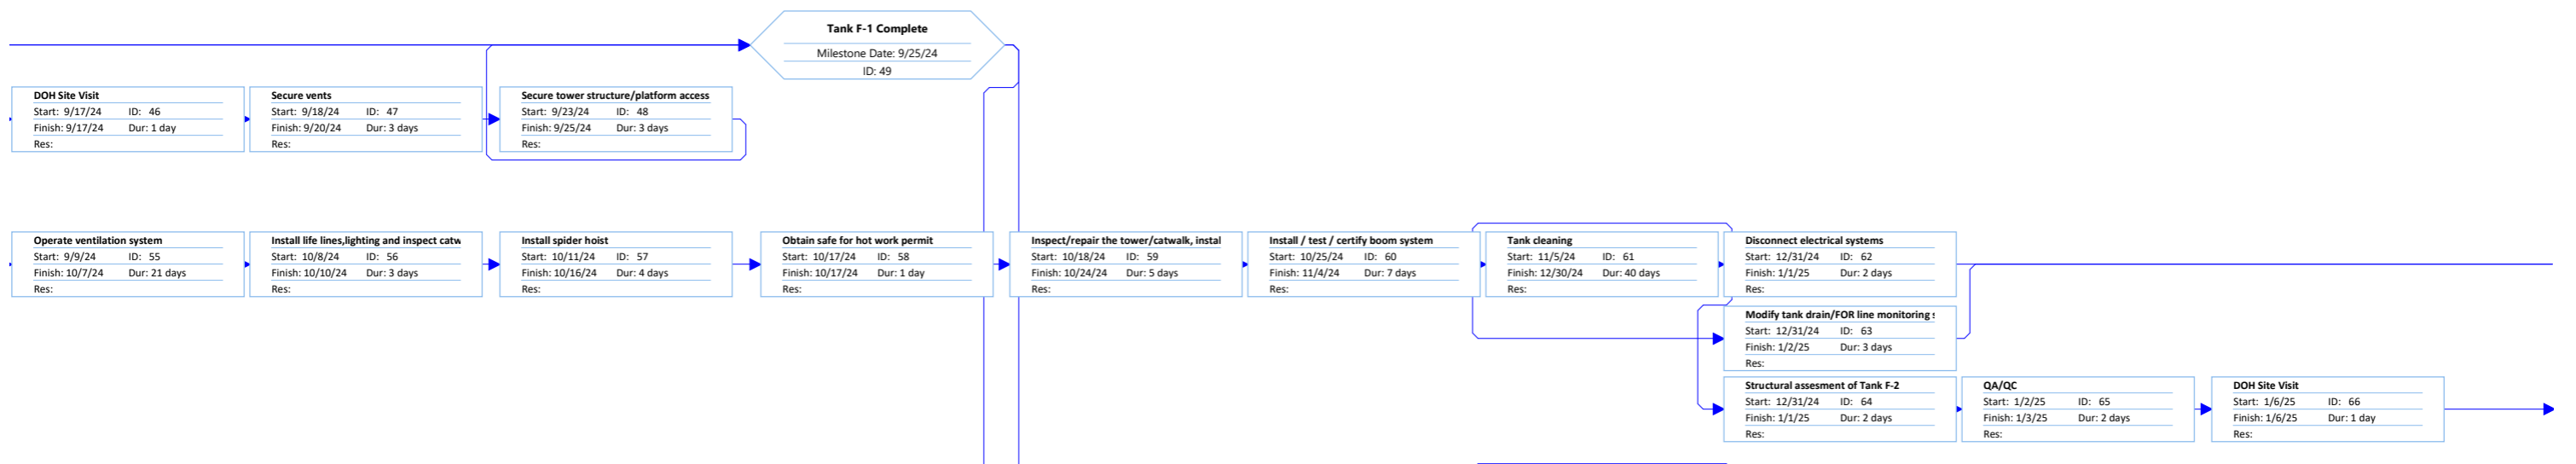 Tank F-1 Complete
Milestone Date: 9/25/24
ID: 49
DOH Site Visit
Start: 9/17/24 ID: 46
Finish: 9/17/24 Dur: 1 day
Res:
Secure vents
Start: 9/18/24 ID: 47
Finish: 9/20/24 Dur: 3 days
Res:
Secure tower structure/platform access
Start: 9/23/24 ID: 48
Finish: 9/25/24 Dur: 3 days
Res:
Operate ventilation system
Start: 9/9/24 ID: 55
Finish: 10/7/24 Dur: 21 days
Res:
Install life lines,lighting and inspect catw
Start: 10/8/24 ID: 56
Finish: 10/10/24 Dur: 3 days
Res:
Install spider hoist
Start: 10/11/24 ID: 57
Finish: 10/16/24 Dur: 4 days
Res:
Obtain safe for hot work permit
Start: 10/17/24 ID: 58
Finish: 10/17/24 Dur: 1 day
Res:
Inspect/repair the tower/catwalk, instal
Start: 10/18/24 ID: 59
Finish: 10/24/24 Dur: 5 days
Res:
Install / test / certify boom system
Start: 10/25/24 ID: 60
Finish: 11/4/24 Dur: 7 days
Res:
Tank cleaning
Start: 11/5/24 ID: 61
Finish: 12/30/24 Dur: 40 days
Res:
Disconnect electrical systems
Start: 12/31/24 ID: 62
Finish: 1/1/25 Dur: 2 days
Res:
Modify tank drain/FOR line monitoring s
Start: 12/31/24 ID: 63
Finish: 1/2/25 Dur: 3 days
Res:
Structural assesment of Tank F-2
Start: 12/31/24 ID: 64
Finish: 1/1/25 Dur: 2 days
Res:
QA/QC
Start: 1/2/25 ID: 65
Finish: 1/3/25 Dur: 2 days
Res:
DOH Site Visit
Start: 1/6/25 ID: 66
Finish: 1/6/25 Dur: 1 day
Res: